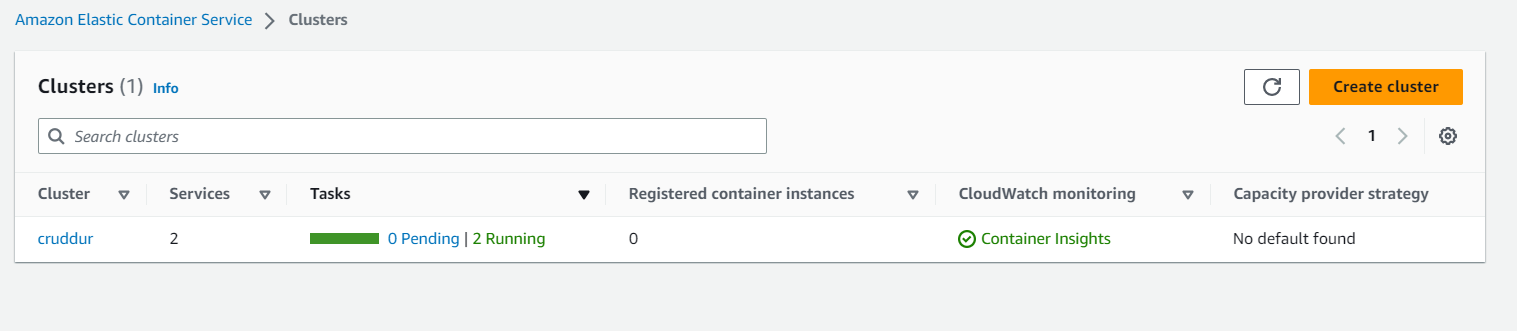 Amazon Elastic Container Service > Clusters
Clusters (1) Info
Create cluster
Search clusters
1
Cluster Services Tasks Registered container instances CloudWatch monitoring Capacity provider strategy
cruddur 2 0 Pending | 2 Running 0 Container Insights No default found